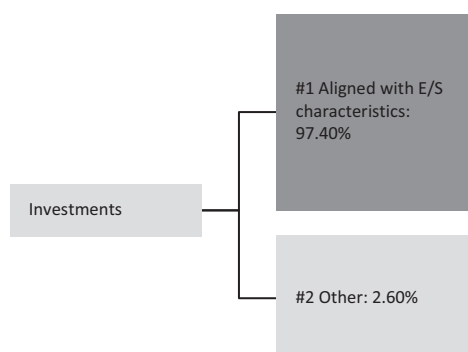 Investments
#1 Aligned with E/S
characteristics:
97.40%
#2 Other: 2.60%